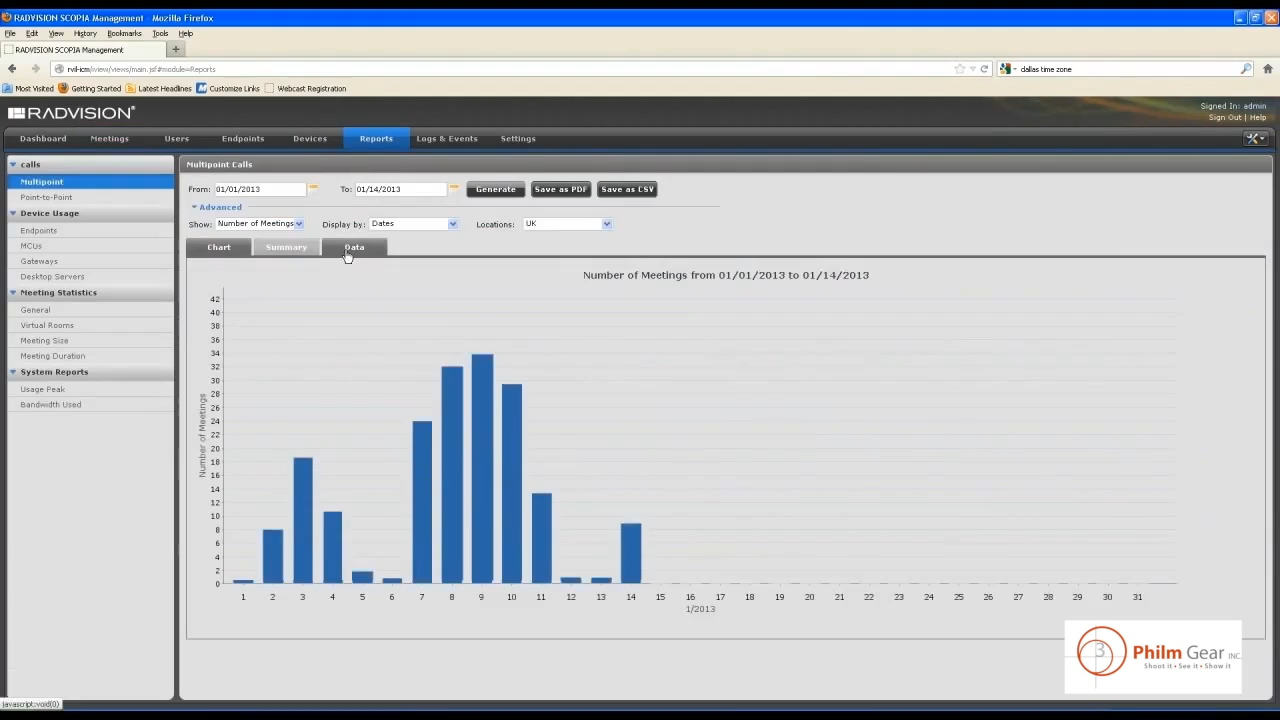 RADVISION SCOPIA Management - Mozilla Firefox
File Edit View History Bookmarks Tools Help
RADVISION SCOPIA Management
rvil-icm/iview/views/main.jsf#module=Reports
dallas time zone
Most Visited Getting Started Latest Headlines Customize Links Webcast Registration
RADVISION®
Signed In: admin
Sign Out | Help
Dashboard Meetings Users Endpoints Devices Reports Logs & Events Settings
calls
Multipoint
Point-to-Point
Device Usage
Endpoints
MCUs
Gateways
Desktop Servers
Meeting Statistics
General
Virtual Rooms
Meeting Size
Meeting Duration
System Reports
Usage Peak
Bandwidth Used
Multipoint Calls
From: 01/01/2013 To: 01/14/2013 Generate Save as PDF Save as CSV
Advanced
Show: Number of Meetings Display by: Dates Locations: UK
Chart Summary Data
Number of Meetings from 01/01/2013 to 01/14/2013
Number of Meetings
42
40
38
36
34
32
30
28
26
24
22
20
18
16
14
12
10
8
6
4
2
0
1 2 3 4 5 6 7 8 9 10 11 12 13 14 15 16 17 18 19 20 21 22 23 24 25 26 27 28 29 30 31
1/2013
3 Philm Gear INC.
Shoot it • See it • Show it
javascript:void(0)